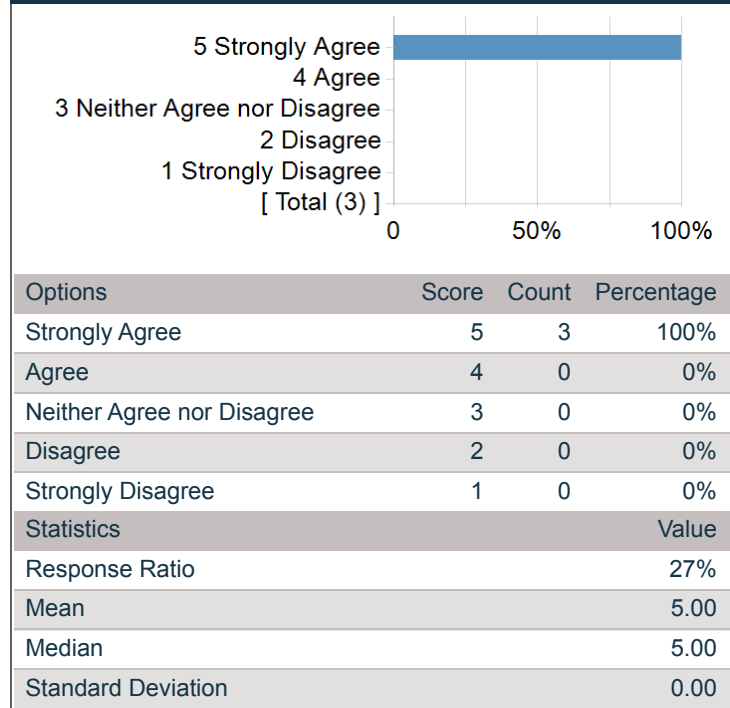 5 Strongly Agree
4 Agree
3 Neither Agree nor Disagree
2 Disagree
1 Strongly Disagree
[ Total (3) ]
0 50% 100%
Options Score Count Percentage
Strongly Agree 5 3 100%
Agree 4 0 0%
Neither Agree nor Disagree 3 0 0%
Disagree 2 0 0%
Strongly Disagree 1 0 0%
Statistics Value
Response Ratio 27%
Mean 5.00
Median 5.00
Standard Deviation 0.00